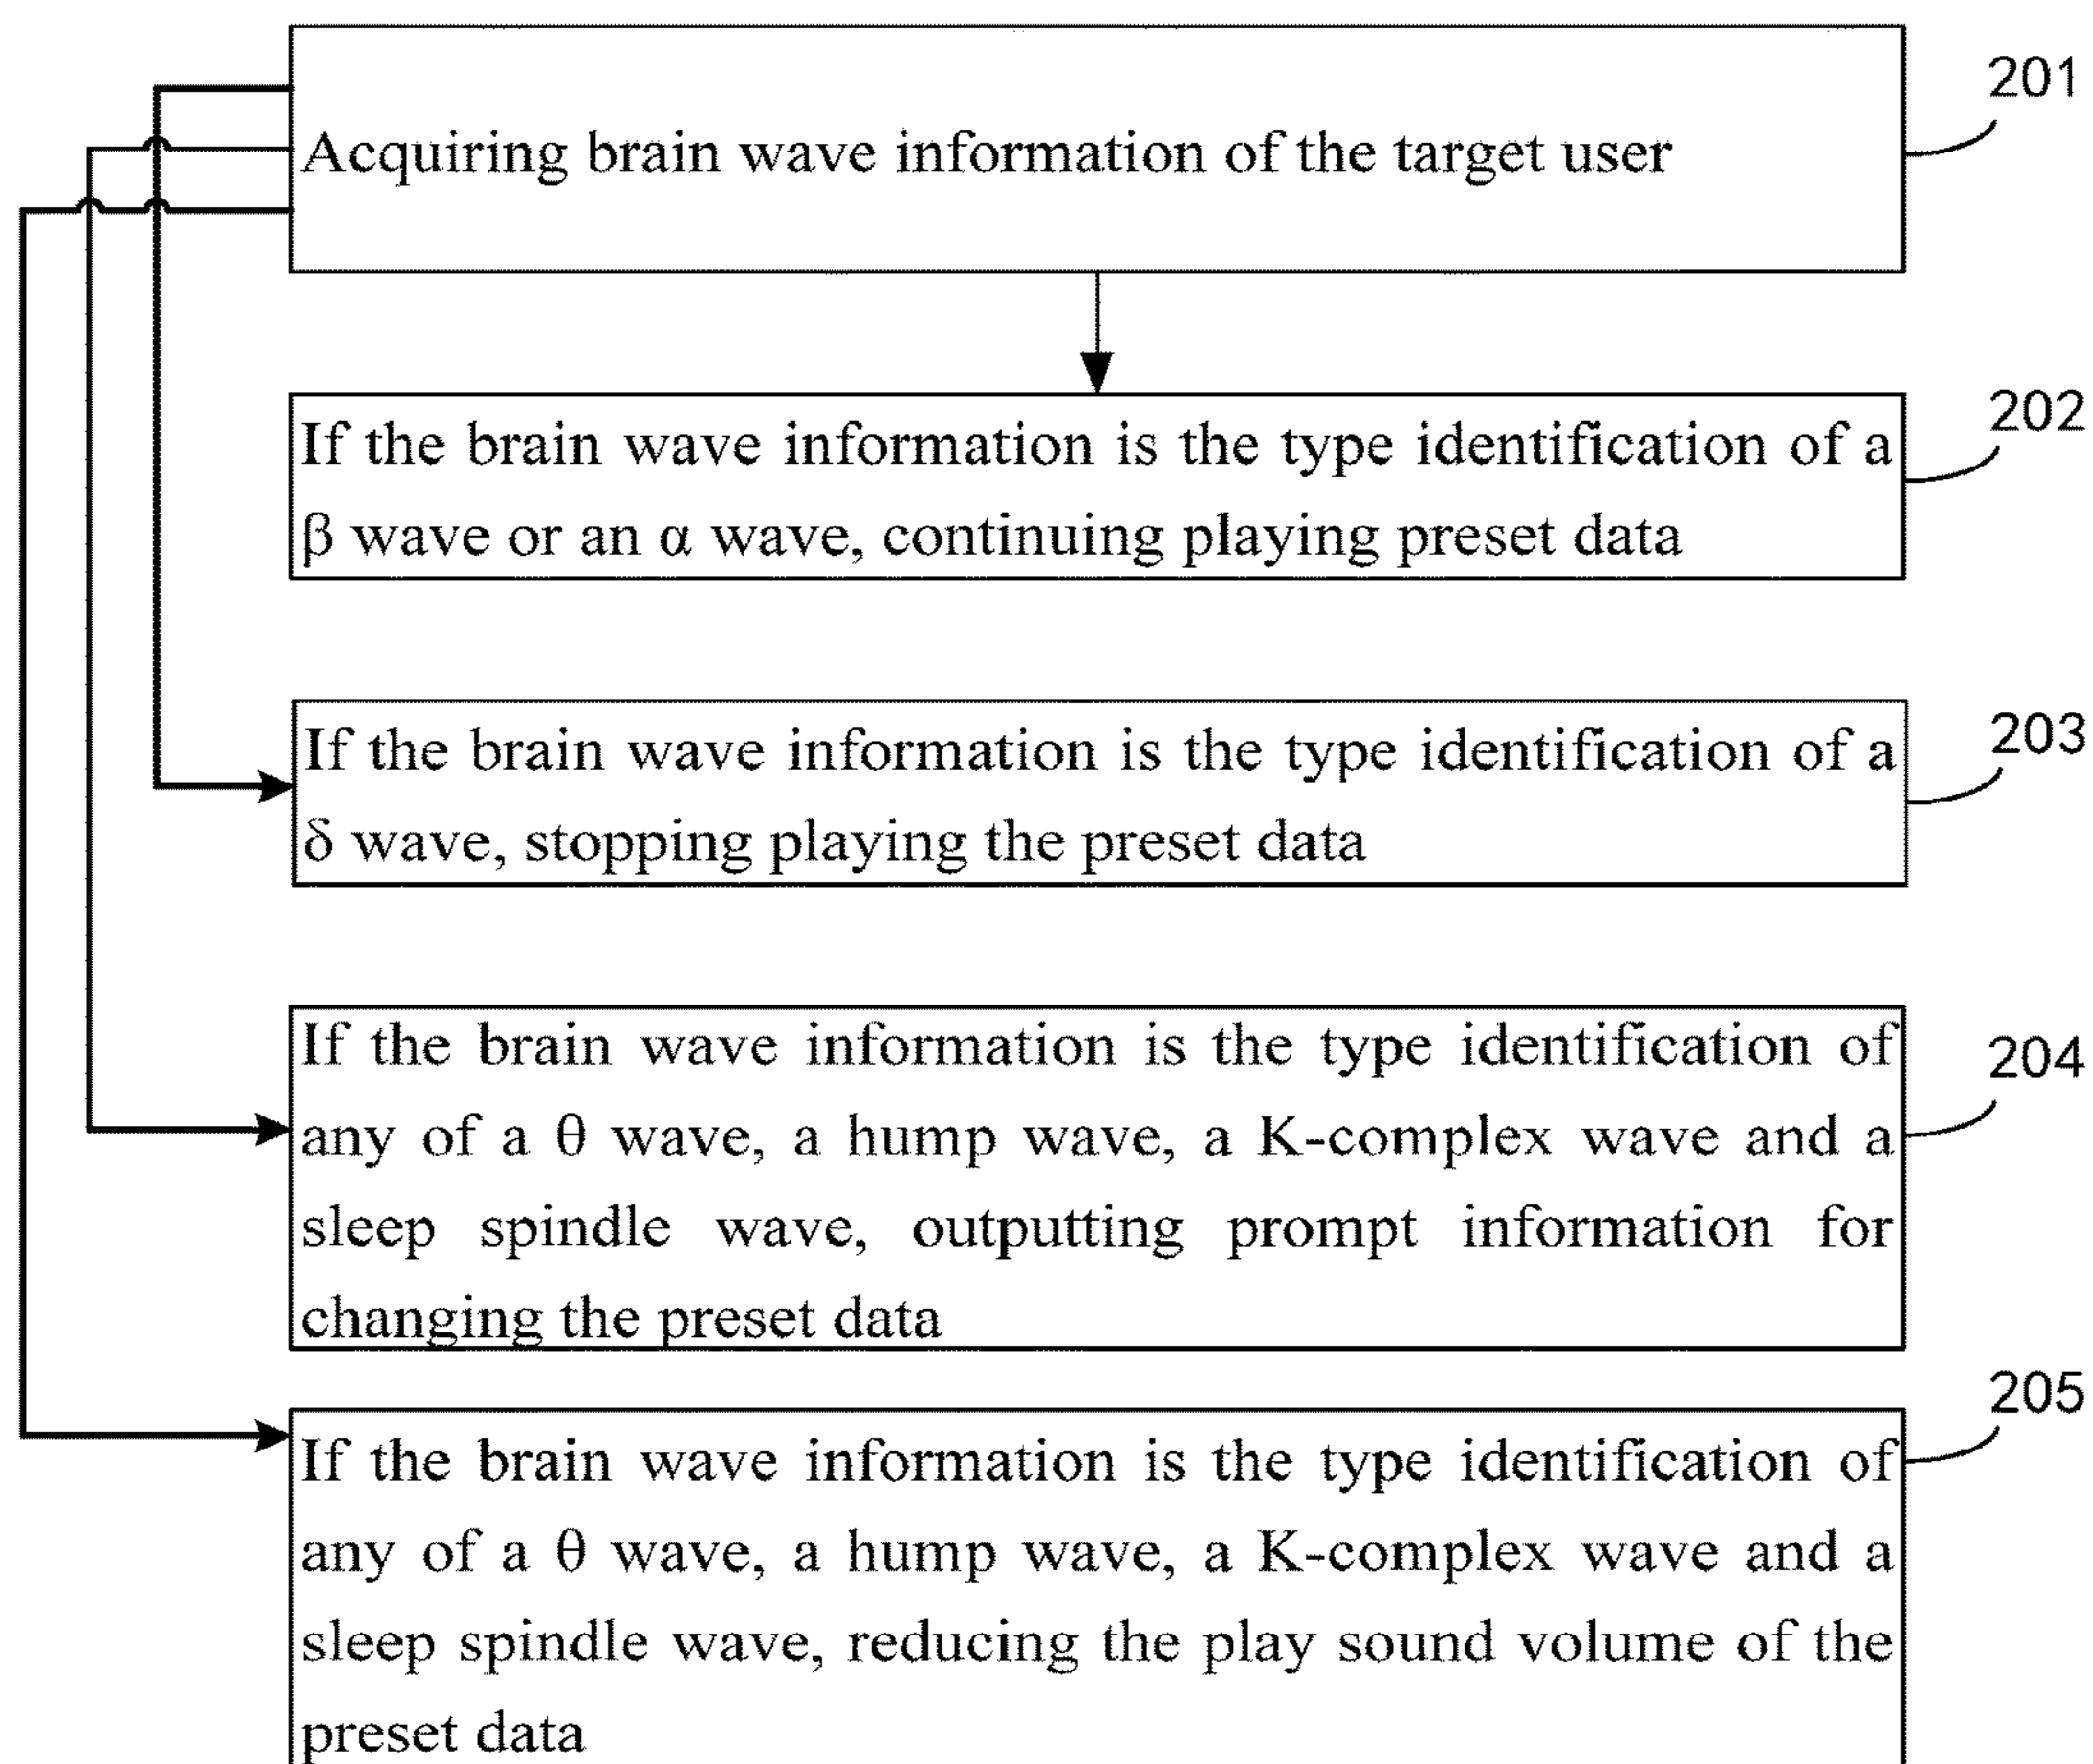 201
Acquiring brain wave information of the target user
202
If the brain wave information is the type identification of a
β wave or an α wave, continuing playing preset data
203
If the brain wave information is the type identification of a
δ wave, stopping playing the preset data
204
If the brain wave information is the type identification of
any of a θ wave, a hump wave, a K-complex wave and a
sleep spindle wave, outputting prompt information for
changing the preset data
205
If the brain wave information is the type identification of
any of a θ wave, a hump wave, a K-complex wave and a
sleep spindle wave, reducing the play sound volume of the
preset data